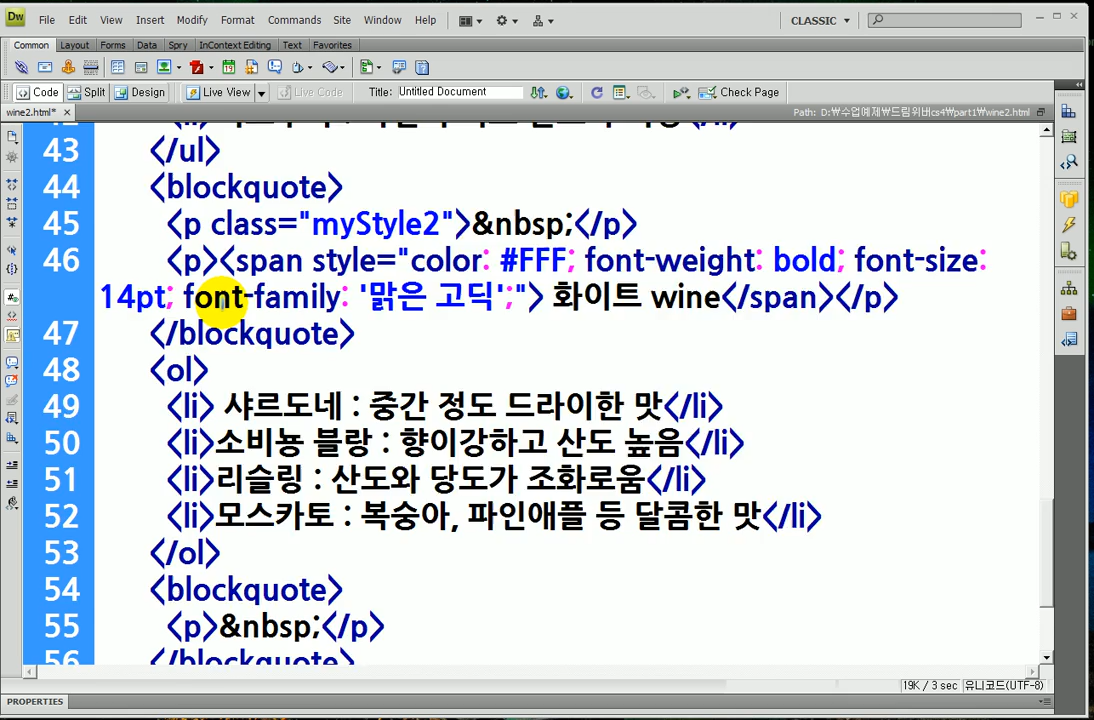 Dw File Edit View Insert Modify Format Commands Site Window Help CLASSIC
Common Layout Forms Data Spry InContext Editing Text Favorites
Code Split Design Live View Live Code Title: Untitled Document Check Page
wine2.html* Path: D:₩수업예제₩드림위버cs4₩part1₩wine2.html
43 </ul>
44 <blockquote>
45 <p class="myStyle2">&nbsp;</p>
46 <p><span style="color: #FFF; font-weight: bold; font-size:
14pt; font-family: '맑은 고딕';"> 화이트 wine</span></p>
47 </blockquote>
48 <ol>
49 <li> 샤르도네 : 중간 정도 드라이한 맛</li>
50 <li>소비뇽 블랑 : 향이강하고 산도 높음</li>
51 <li>리슬링 : 산도와 당도가 조화로움</li>
52 <li>모스카토 : 복숭아, 파인애플 등 달콤한 맛</li>
53 </ol>
54 <blockquote>
55 <p>&nbsp;</p>
56 </blockquote>
19K / 3 sec 유니코드(UTF-8)
PROPERTIES